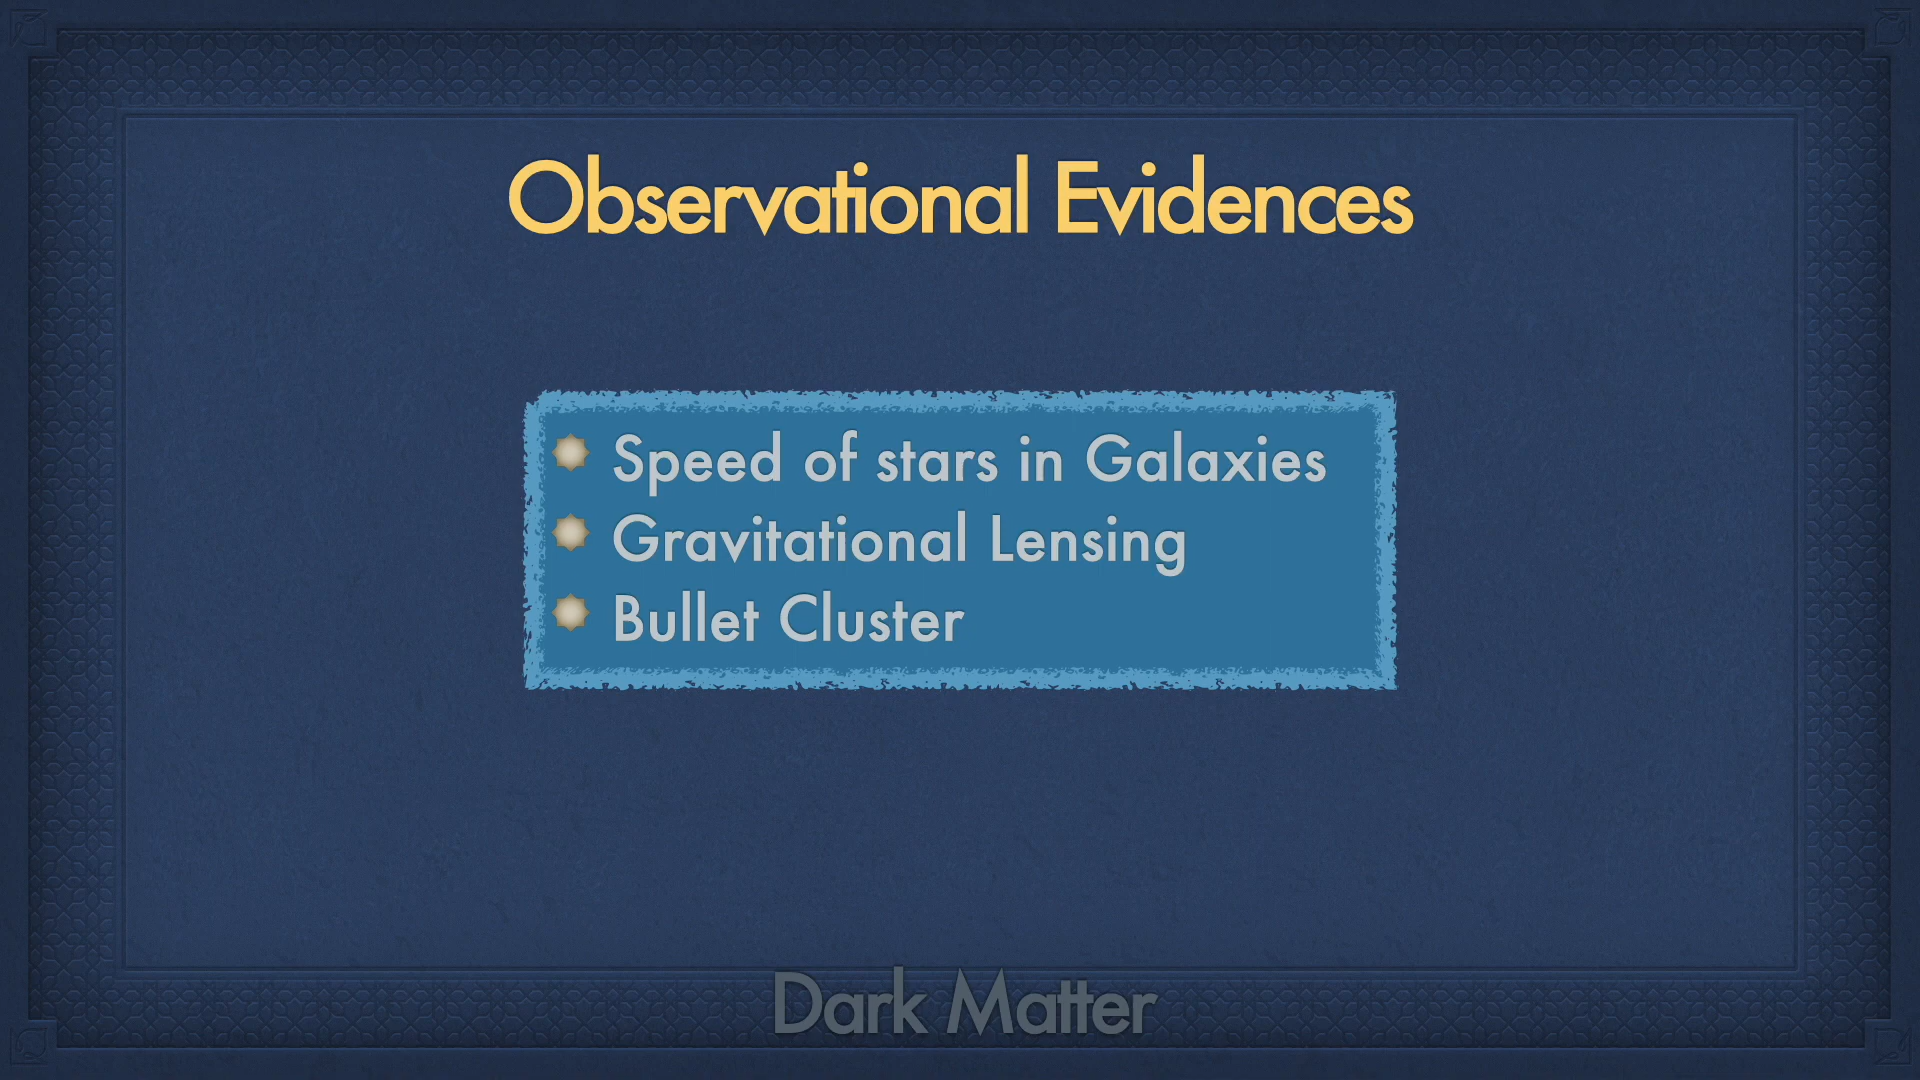 Observational Evidences
Speed of stars in Galaxies
Gravitational Lensing
Bullet Cluster
Dark Matter